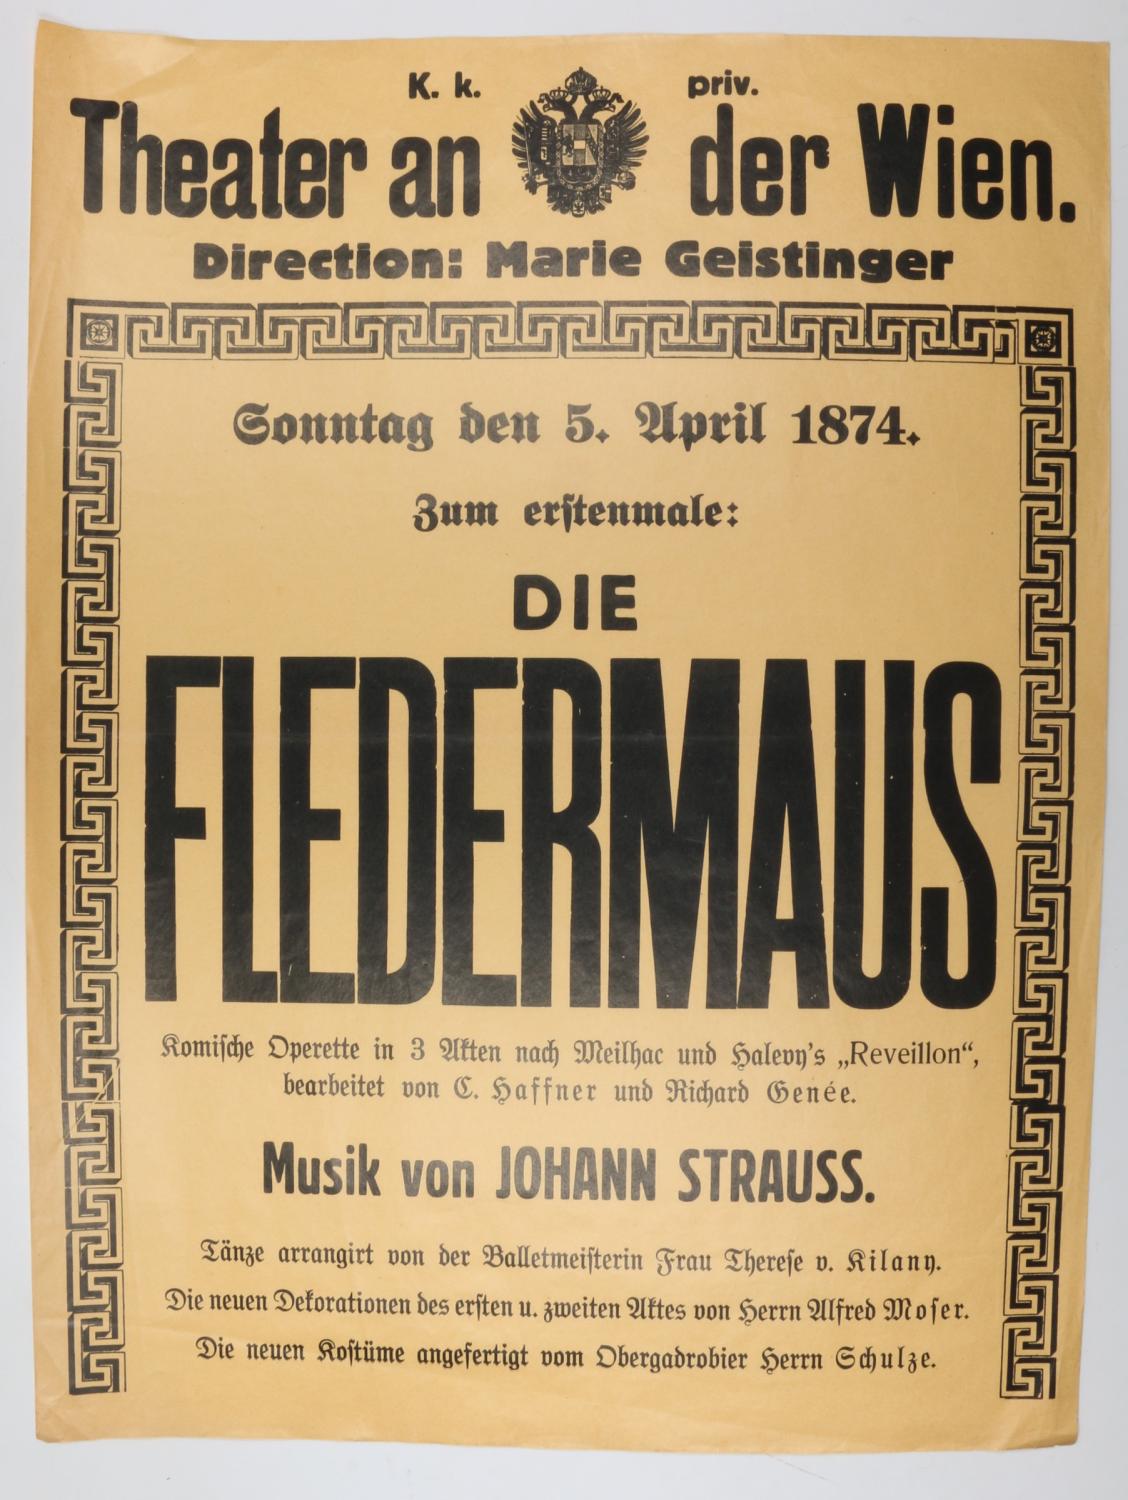 K. k. priv.
Theater an der Wien.
Direction: Marie Geistinger
Sonntag den 5. April 1874.
Zum erstenmale:
DIE
FLEDERMAUS
Komische Operette in 3 Akten nach Meilhac und Halevy's „Reveillon“,
bearbeitet von C. Haffner und Richard Genée.
Musik von JOHANN STRAUSS.
Tänze arrangirt von der Balletmeisterin Frau Therese v. Kilany.
Die neuen Dekorationen des ersten u. zweiten Aktes von Herrn Alfred Moser.
Die neuen Kostüme angefertigt vom Obergadrobier Herrn Schulze.